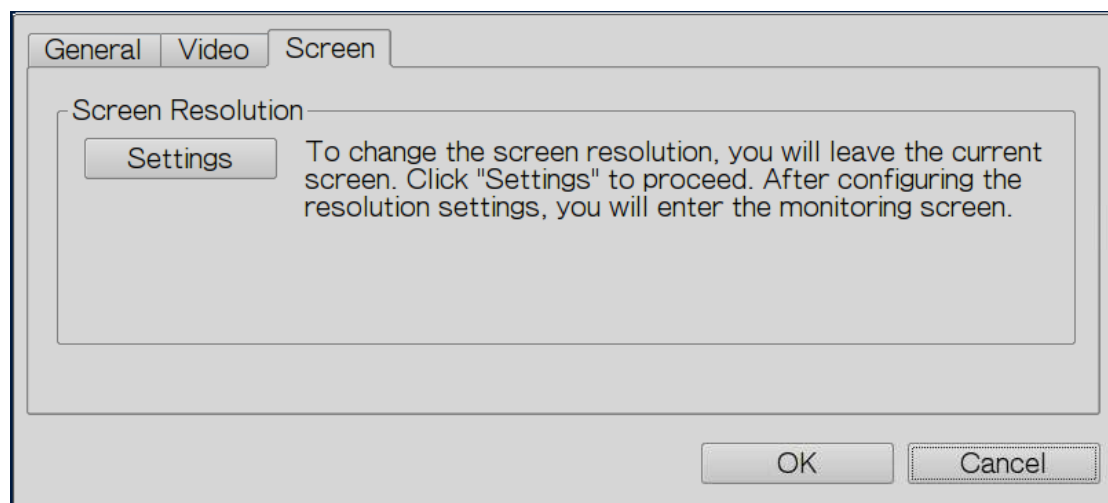 General Video Screen
Screen Resolution
Settings
To change the screen resolution, you will leave the current
screen. Click "Settings" to proceed. After configuring the
resolution settings, you will enter the monitoring screen.
OK Cancel